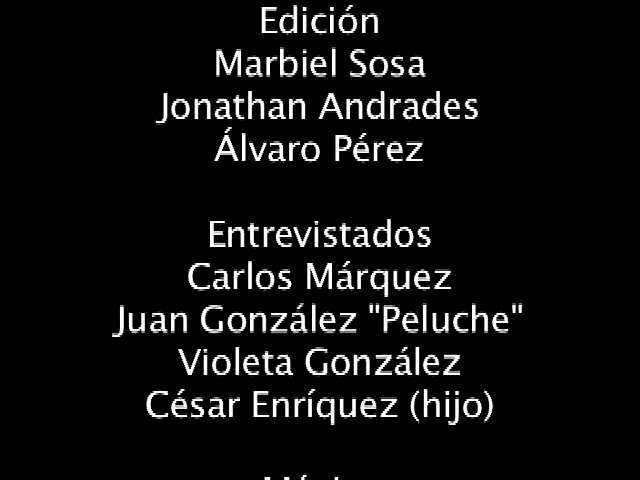 Edición
Marbiel Sosa
Jonathan Andrades
Álvaro Pérez
Entrevistados
Carlos Márquez
Juan González "Peluche"
Violeta González
César Enríquez (hijo)